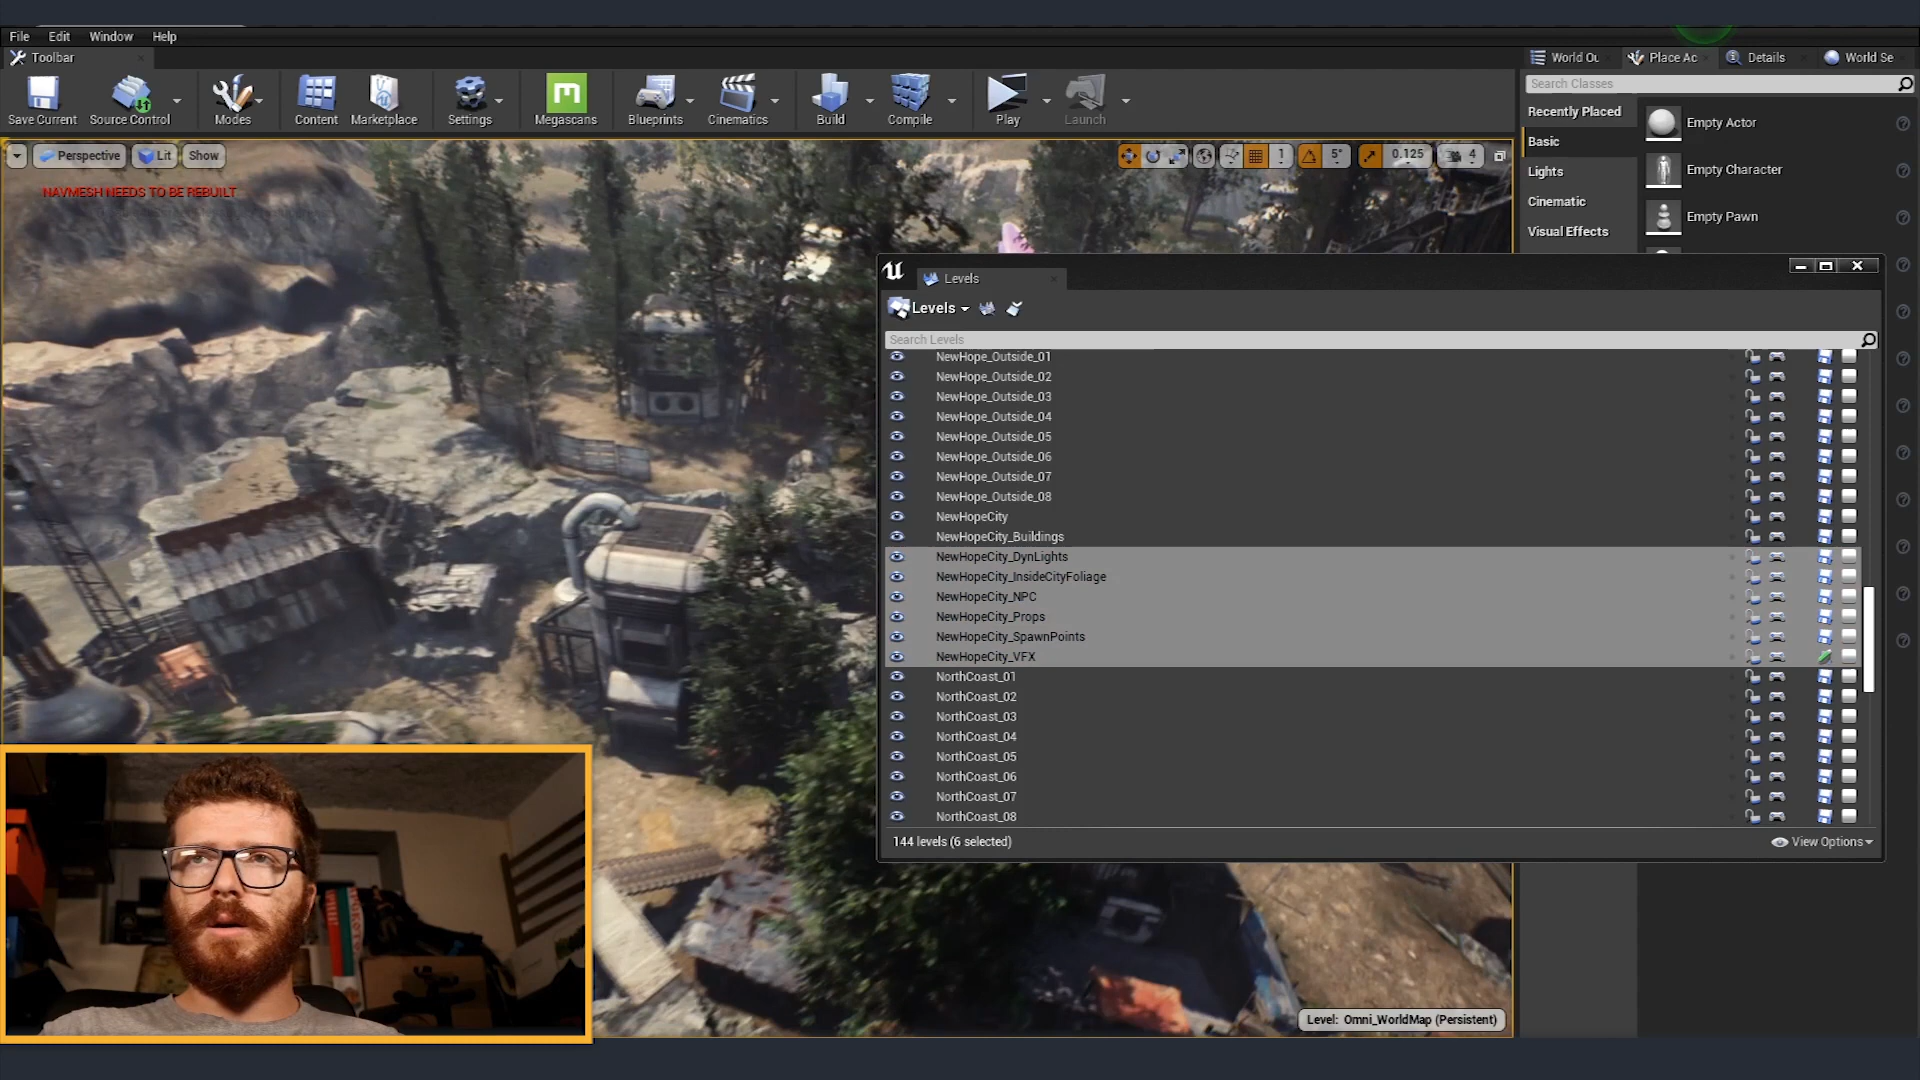 File Edit Window Help
Toolbar
World Ou Place Ac Details World Se
Save Current Source Control Modes Content Marketplace Settings Megascans Blueprints Cinematics Build Compile Play Launch
Search Classes
Recently Placed
Basic
Lights
Cinematic
Visual Effects
Empty Actor
Empty Character
Empty Pawn
Perspective Lit Show
1 5° 0.125 4
NAVMESH NEEDS TO BE REBUILT
Levels
Levels
Search Levels
NewHope_Outside_01
NewHope_Outside_02
NewHope_Outside_03
NewHope_Outside_04
NewHope_Outside_05
NewHope_Outside_06
NewHope_Outside_07
NewHope_Outside_08
NewHopeCity
NewHopeCity_Buildings
NewHopeCity_DynLights
NewHopeCity_InsideCityFoliage
NewHopeCity_NPC
NewHopeCity_Props
NewHopeCity_SpawnPoints
NewHopeCity_VFX
NorthCoast_01
NorthCoast_02
NorthCoast_03
NorthCoast_04
NorthCoast_05
NorthCoast_06
NorthCoast_07
NorthCoast_08
144 levels (6 selected)
View Options
Level: Omni_WorldMap (Persistent)